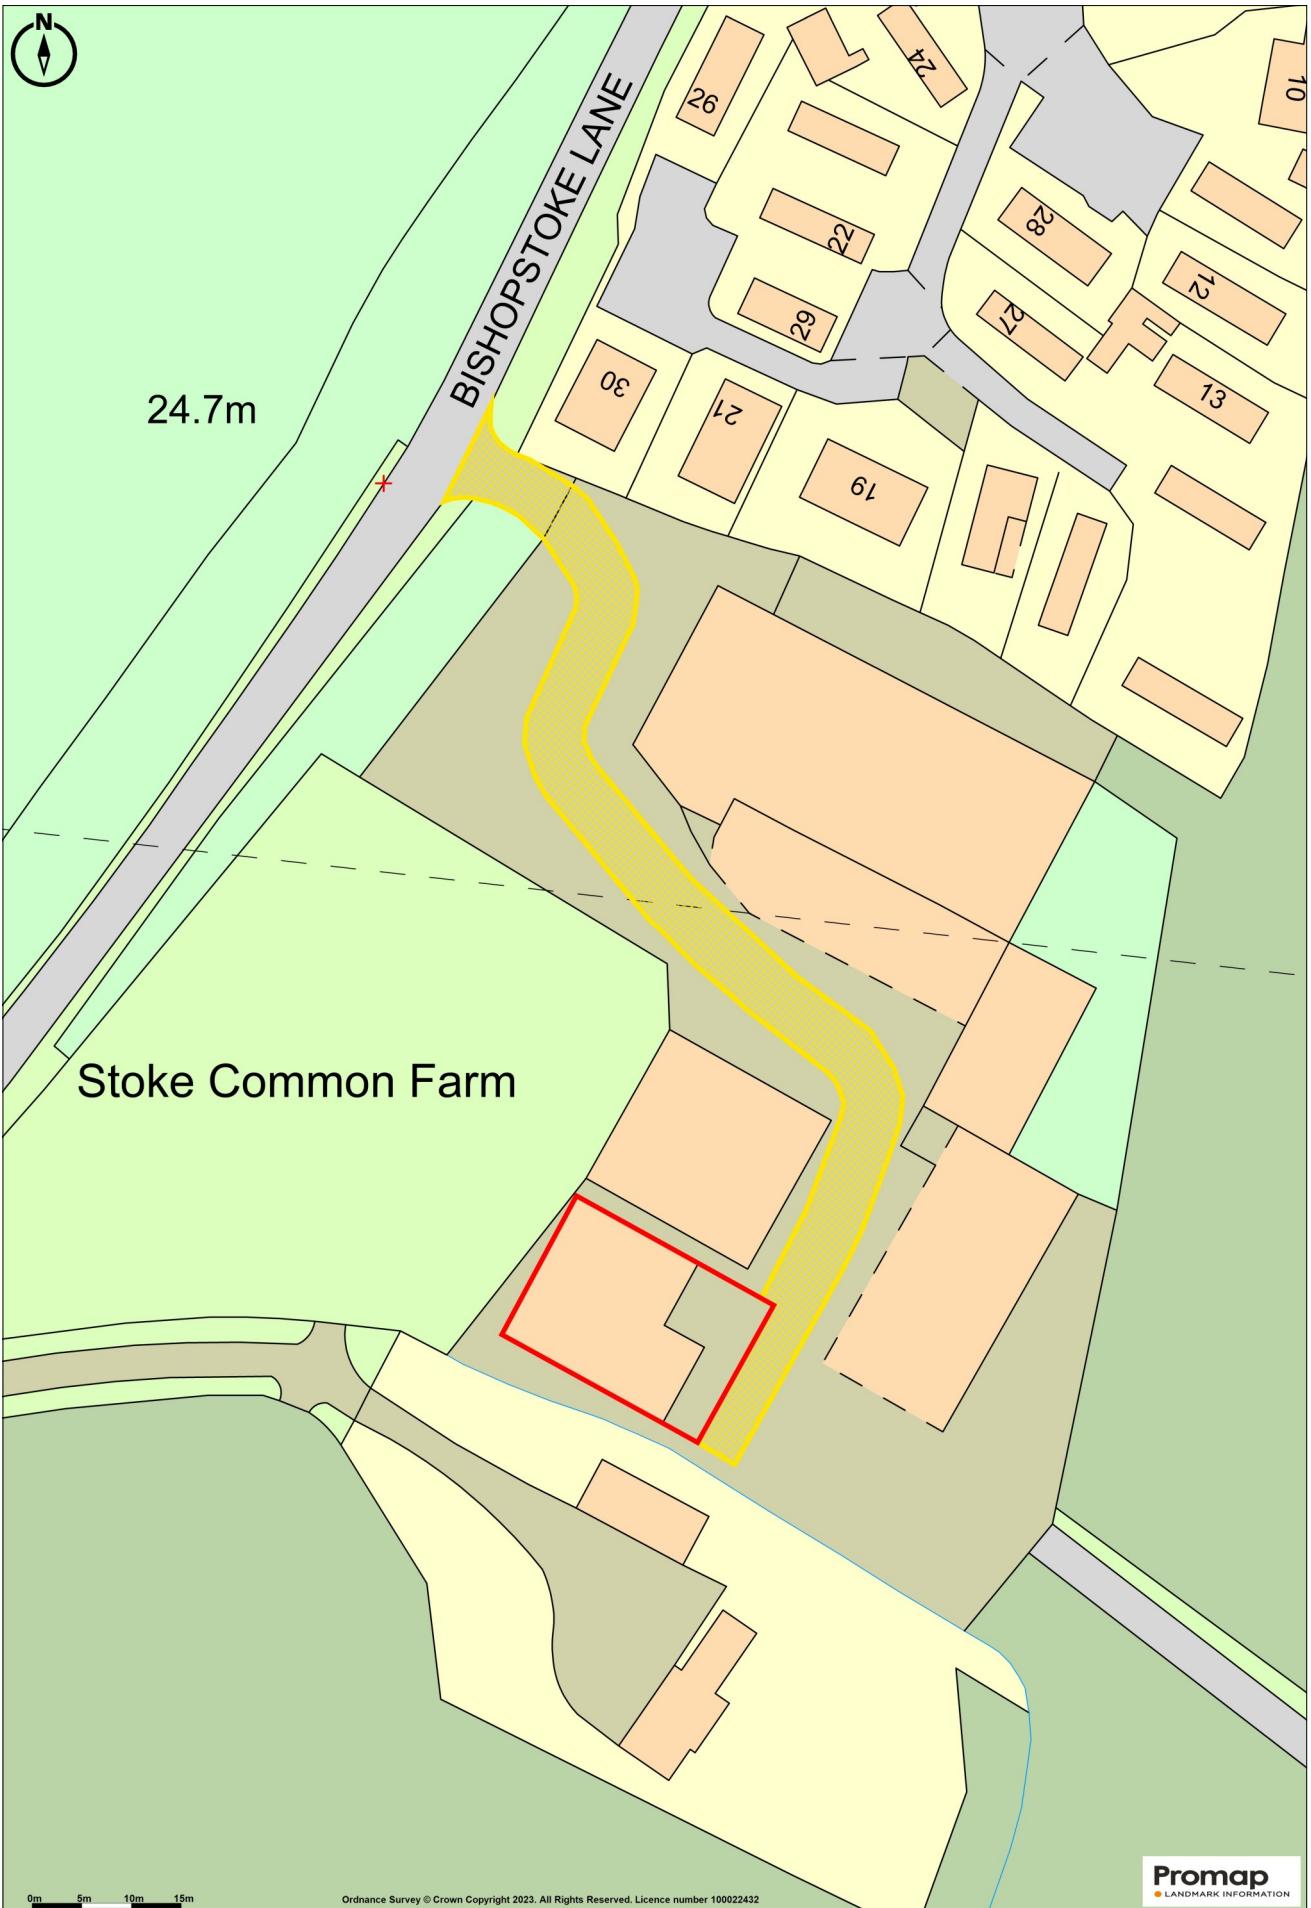 N
24
10
26
BISHOPSTOKE LANE
28
22
12
29
27
30
13
21
24.7m
19
Stoke Common Farm
Promap
LANDMARK INFORMATION
0m 5m 10m 15m
Ordnance Survey © Crown Copyright 2023. All Rights Reserved. Licence number 100022432